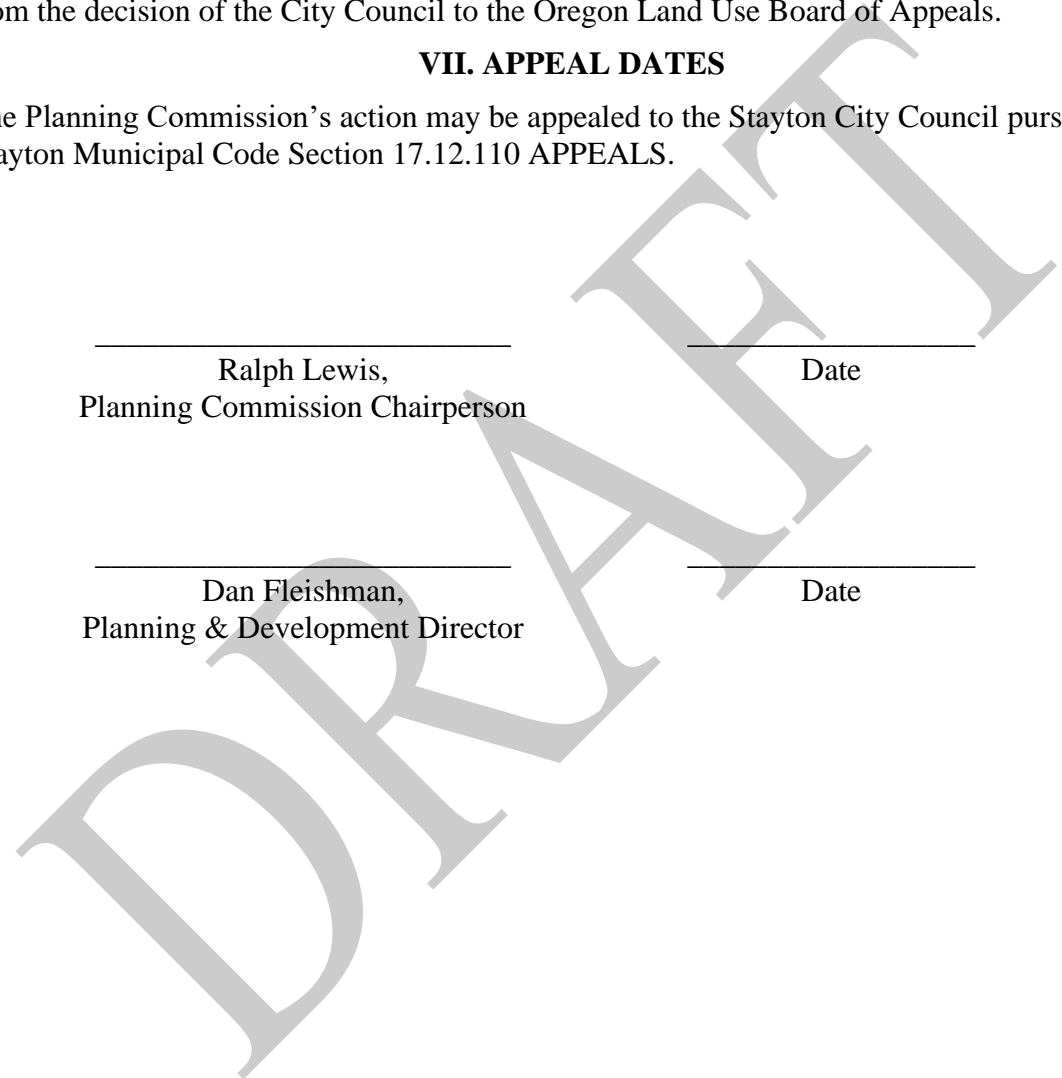 om the decision of the City Council to the Oregon Land Use Board of Appeals.
VII. APPEAL DATES
he Planning Commission's action may be appealed to the Stayton City Council purs
ayton Municipal Code Section 17.12.110 APPEALS.
Ralph Lewis, Date
Planning Commission Chairperson
Dan Fleishman, Date
Planning & Development Director
DRAFT